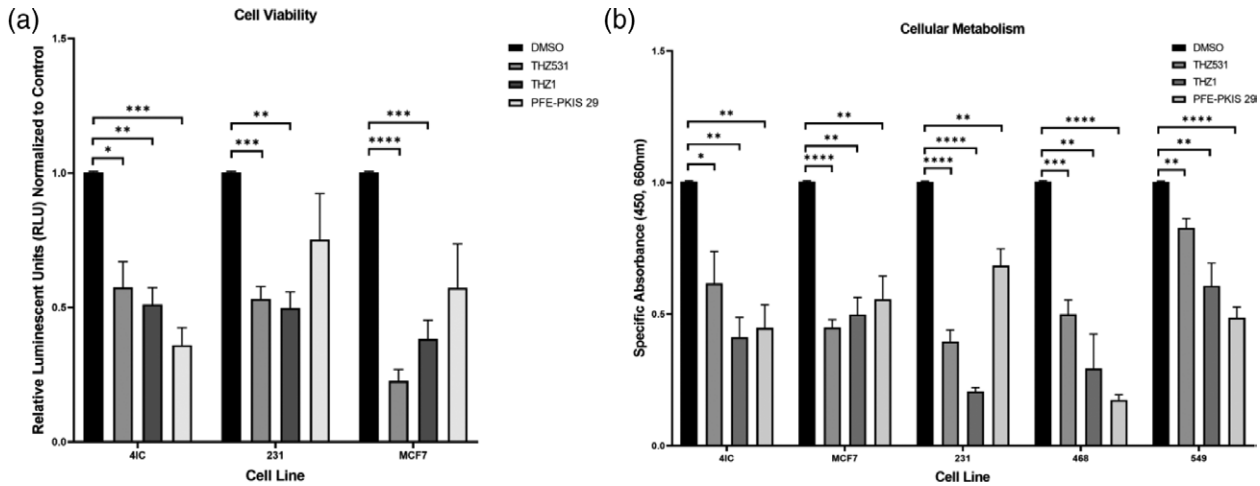 (a)
Cell Viability
Relative Luminescent Units (RLU) Normalized to Control
1.5
1.0
0.5
0.0
DMSO
THZ531
THZ1
PFE-PKIS 29
***
**
*
**
***
***
****
4IC
231
MCF7
Cell Line
(b)
Cellular Metabolism
Specific Absorbance (450, 660nm)
1.5
1.0
0.5
0.0
DMSO
THZ531
THZ1
PFE-PKIS 29
**
**
*
**
**
****
**
****
****
****
**
***
****
**
**
4IC
MCF7
231
468
549
Cell Line